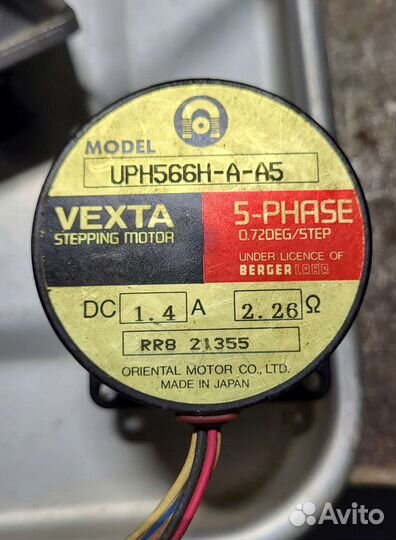 MODEL
UPH566H-A-A5
VEXTA
STEPPING MOTOR
5-PHASE
0.72DEG/STEP
UNDER LICENCE OF
BERGER LAHR
DC 1.4 A 2.26 Ω
RR8 21355
ORIENTAL MOTOR CO., LTD.
MADE IN JAPAN
Avito